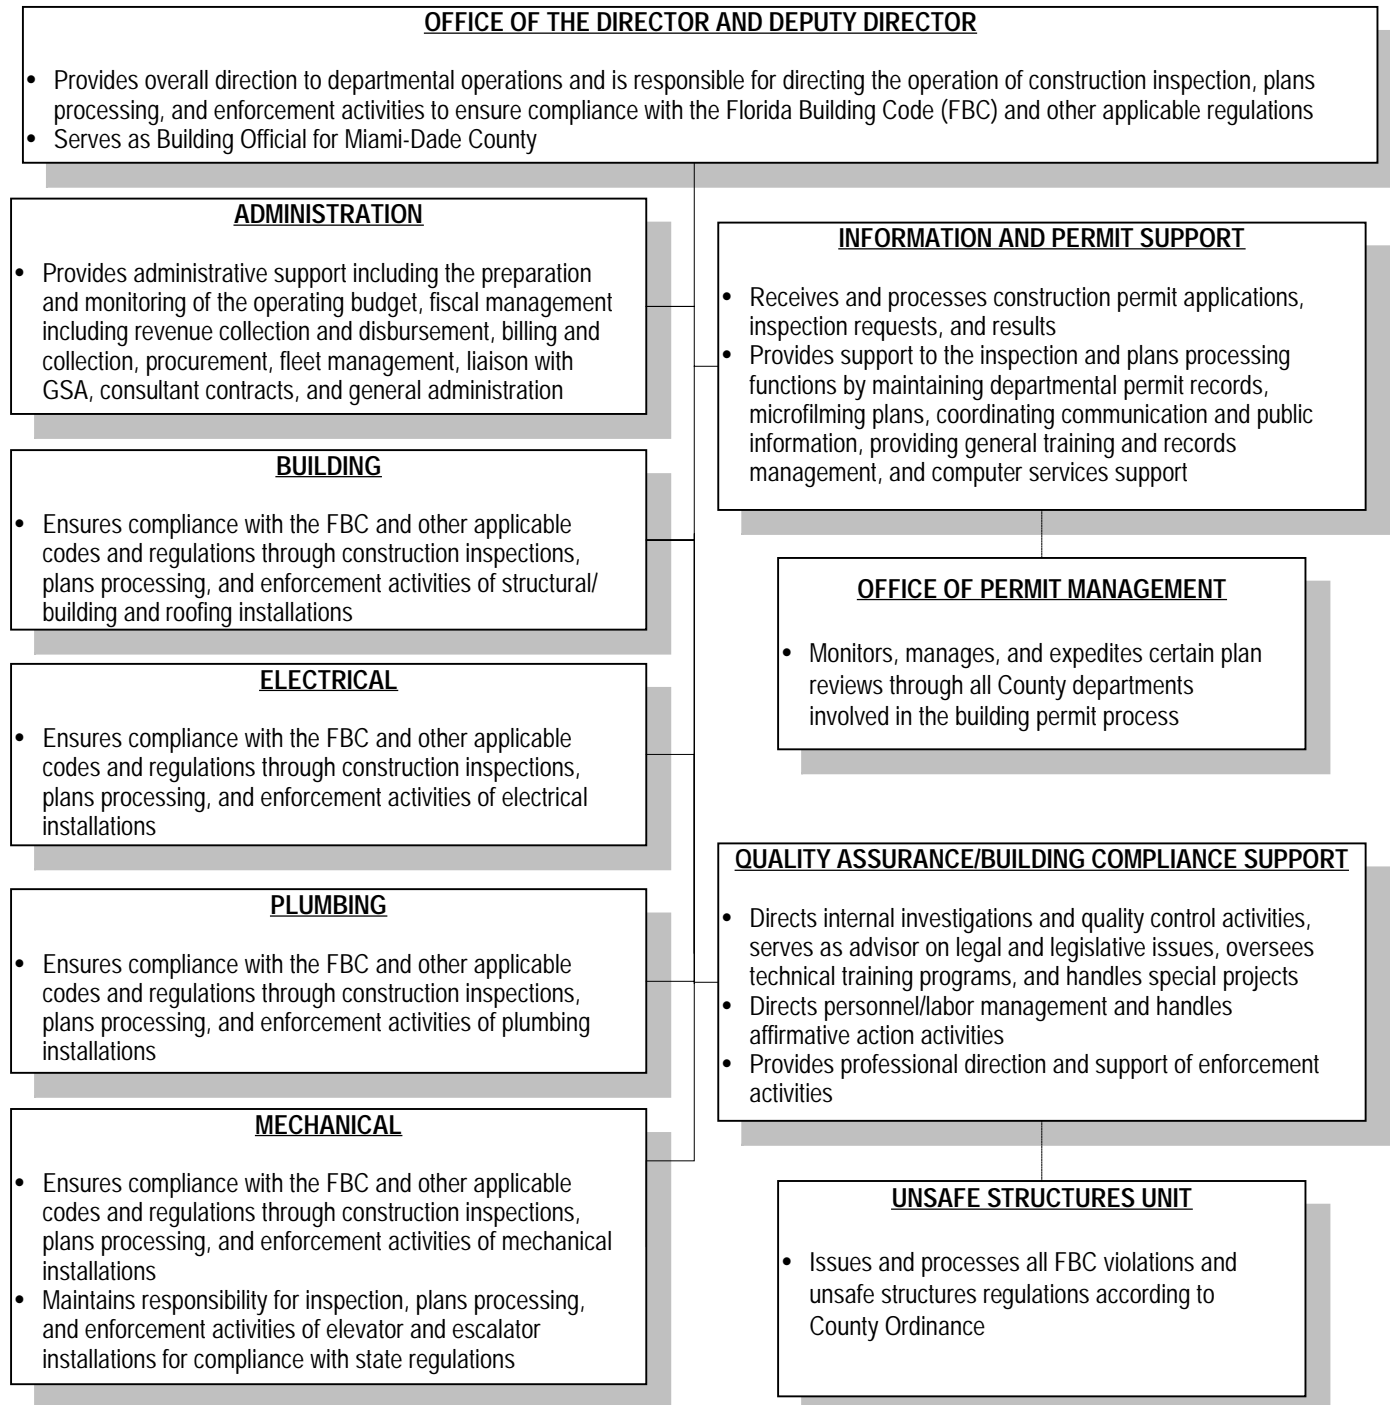 OFFICE OF THE DIRECTOR AND DEPUTY DIRECTOR
• Provides overall direction to departmental operations and is responsible for directing the operation of construction inspection, plans
processing, and enforcement activities to ensure compliance with the Florida Building Code (FBC) and other applicable regulations
• Serves as Building Official for Miami-Dade County
ADMINISTRATION
• Provides administrative support including the preparation
and monitoring of the operating budget, fiscal management
including revenue collection and disbursement, billing and
collection, procurement, fleet management, liaison with
GSA, consultant contracts, and general administration
BUILDING
• Ensures compliance with the FBC and other applicable
codes and regulations through construction inspections,
plans processing, and enforcement activities of structural/
building and roofing installations
ELECTRICAL
• Ensures compliance with the FBC and other applicable
codes and regulations through construction inspections,
plans processing, and enforcement activities of electrical
installations
PLUMBING
• Ensures compliance with the FBC and other applicable
codes and regulations through construction inspections,
plans processing, and enforcement activities of plumbing
installations
MECHANICAL
• Ensures compliance with the FBC and other applicable
codes and regulations through construction inspections,
plans processing, and enforcement activities of mechanical
installations
• Maintains responsibility for inspection, plans processing,
and enforcement activities of elevator and escalator
installations for compliance with state regulations
INFORMATION AND PERMIT SUPPORT
• Receives and processes construction permit applications,
inspection requests, and results
• Provides support to the inspection and plans processing
functions by maintaining departmental permit records,
microfilming plans, coordinating communication and public
information, providing general training and records
management, and computer services support
OFFICE OF PERMIT MANAGEMENT
• Monitors, manages, and expedites certain plan
reviews through all County departments
involved in the building permit process
QUALITY ASSURANCE/BUILDING COMPLIANCE SUPPORT
• Directs internal investigations and quality control activities,
serves as advisor on legal and legislative issues, oversees
technical training programs, and handles special projects
• Directs personnel/labor management and handles
affirmative action activities
• Provides professional direction and support of enforcement
activities
UNSAFE STRUCTURES UNIT
• Issues and processes all FBC violations and
unsafe structures regulations according to
County Ordinance